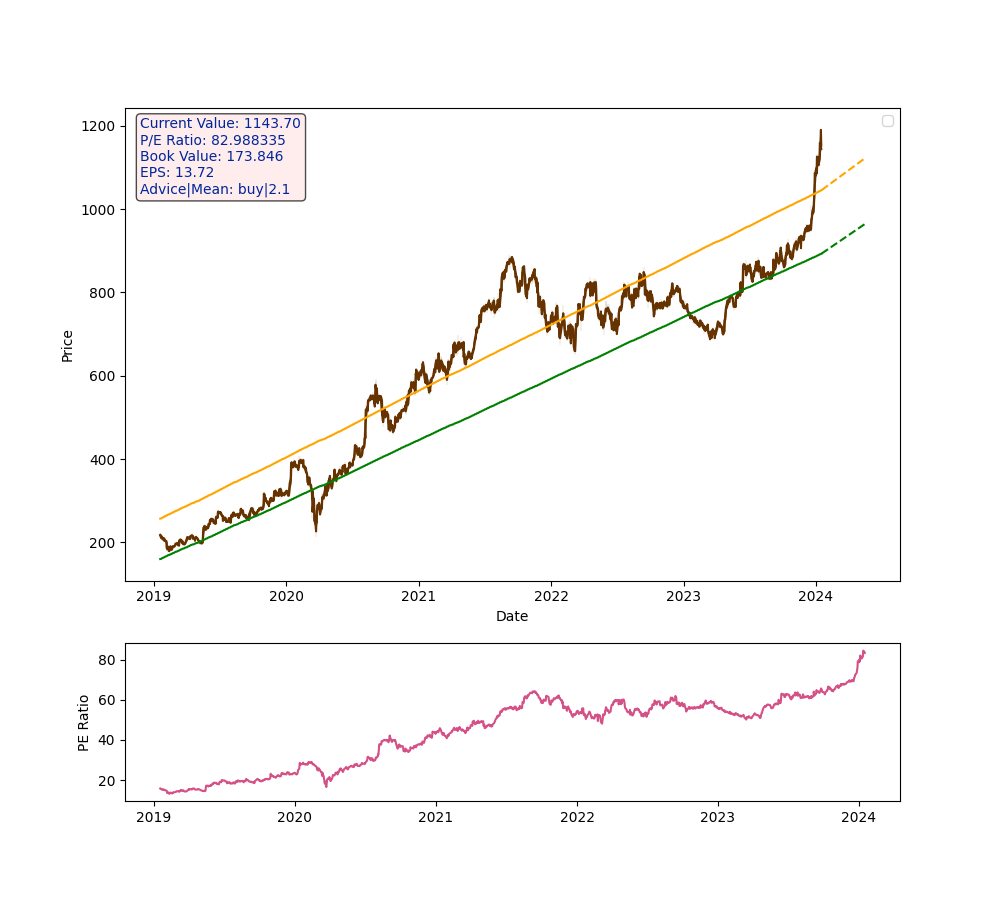 Current Value: 1143.70
P/E Ratio: 82.988335
Book Value: 173.846
EPS: 13.72
Advice|Mean: buy|2.1
1200
1000
800
600
400
200
Price
2019 2020 2021 2022 2023 2024
Date
80
60
40
20
PE Ratio
2019 2020 2021 2022 2023 2024